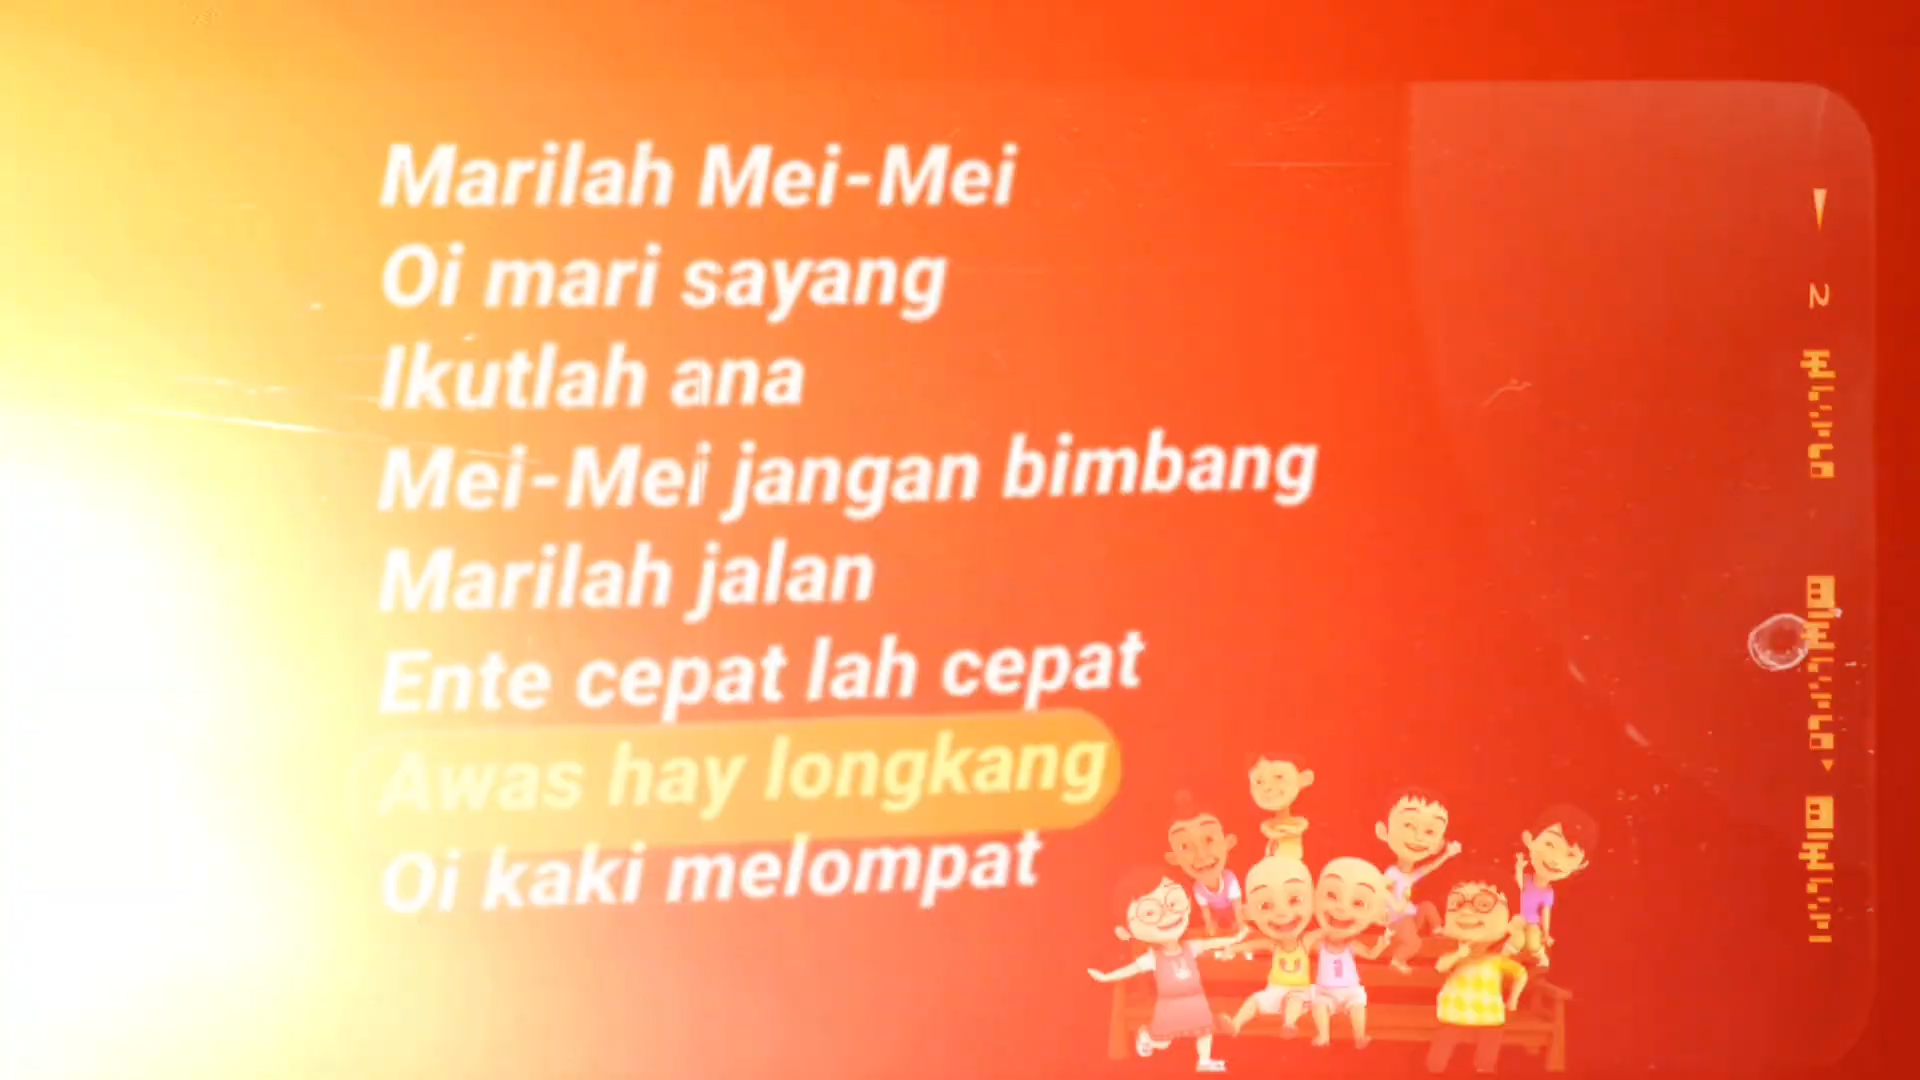 Marilah Mei-Mei
Oi mari sayang
Ikutlah ana
Mei-Mei jangan bimbang
Marilah jalan
Ente cepat lah cepat
Awas hay longkang
Oi kaki melompat
2